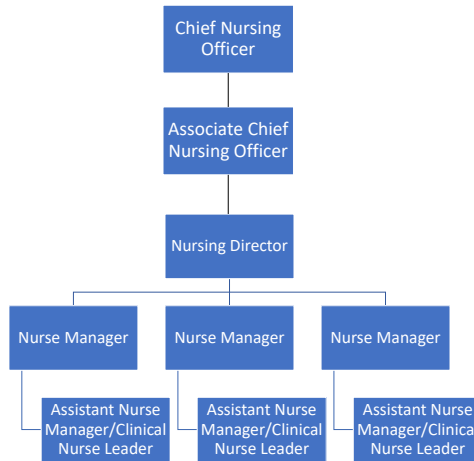 Chief Nursing
Officer
Associate Chief
Nursing Officer
Nursing Director
Nurse Manager
Nurse Manager
Nurse Manager
Assistant Nurse
Manager/Clinical
Nurse Leader
Assistant Nurse
Manager/Clinical
Nurse Leader
Assistant Nurse
Manager/Clinical
Nurse Leader